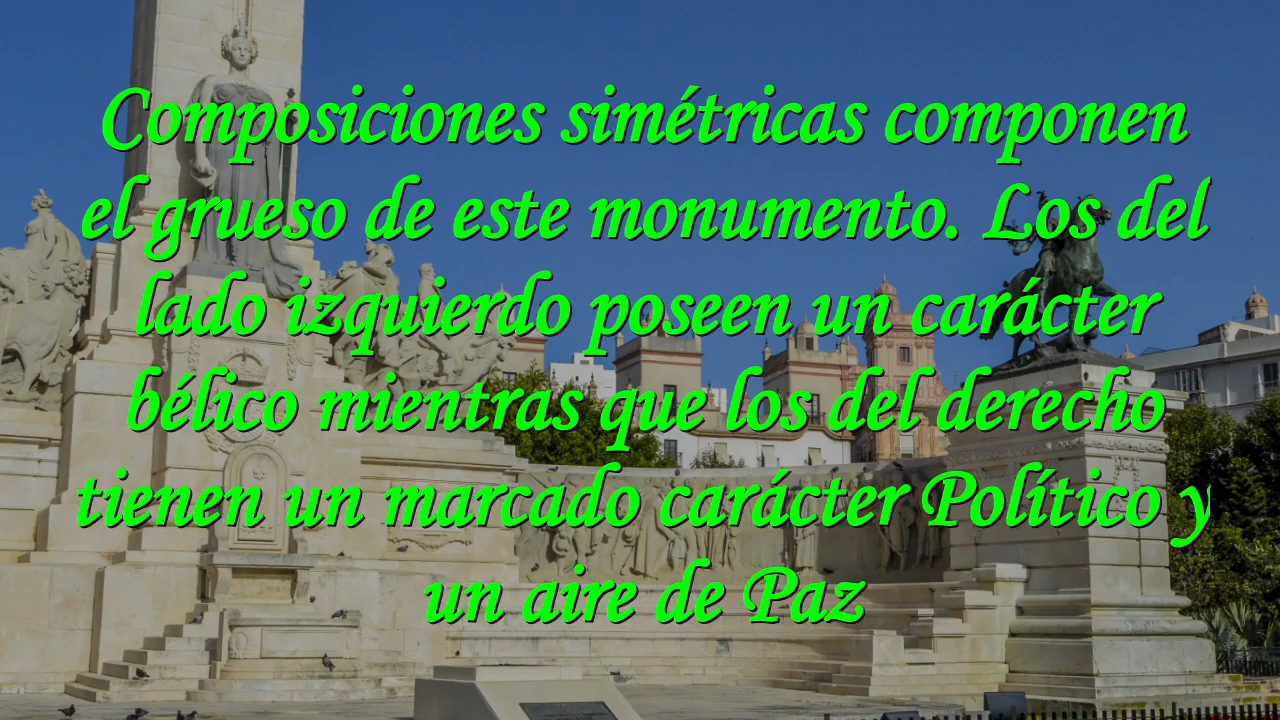 Composiciones simétricas componen
el grueso de este monumento. Los del
lado izquierdo poseen un carácter
bélico mientras que los del derecho
tienen un marcado carácter Político y
un aire de Paz